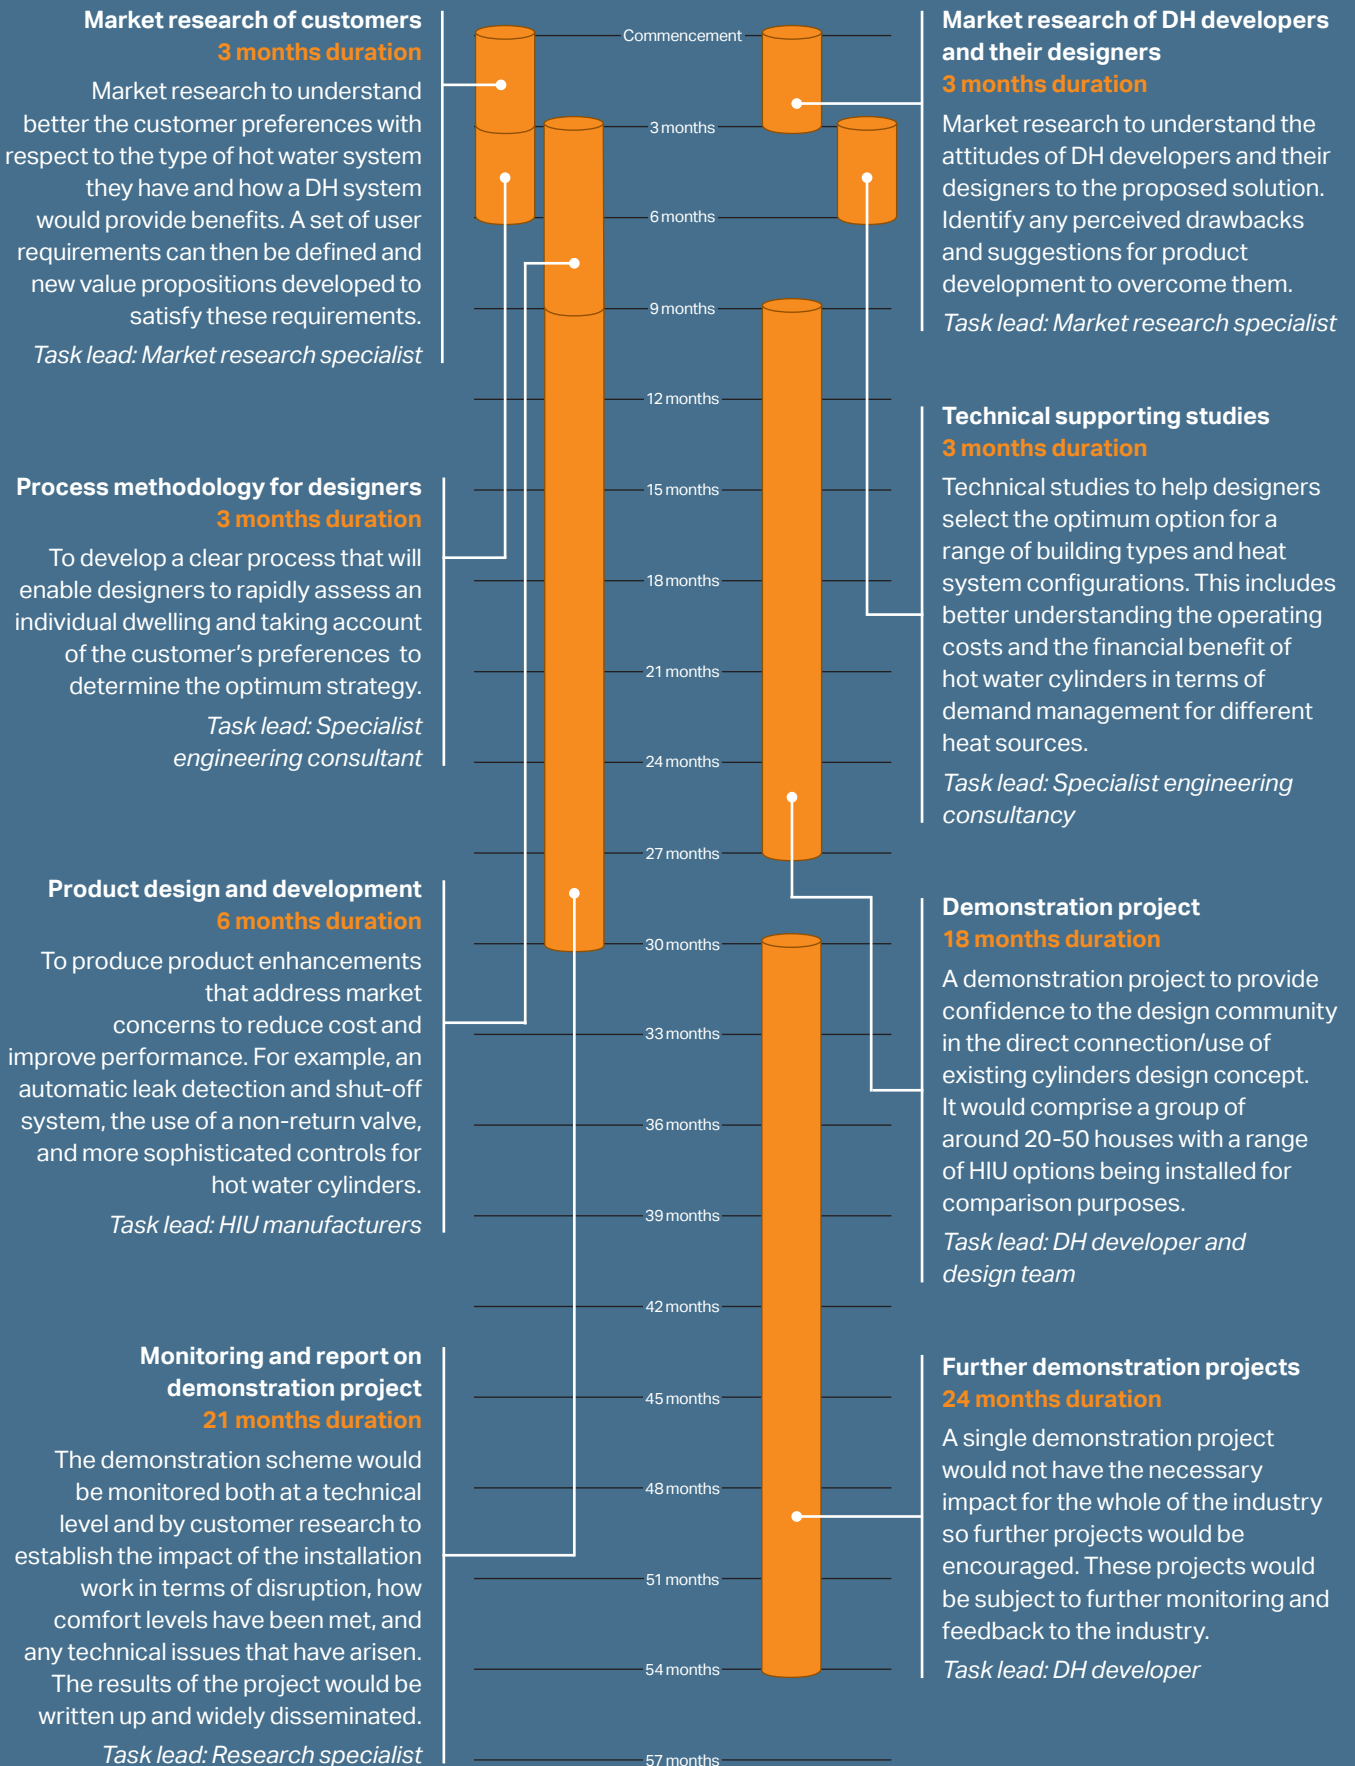 Market research of customers
3 months duration
Market research to understand
better the customer preferences with
respect to the type of hot water system
they have and how a DH system
would provide benefits. A set of user
requirements can then be defined and
new value propositions developed to
satisfy these requirements.
Task lead: Market research specialist
Process methodology for designers
3 months duration
To develop a clear process that will
enable designers to rapidly assess an
individual dwelling and taking account
of the customer's preferences to
determine the optimum strategy.
Task lead: Specialist
engineering consultant
Product design and development
6 months duration
To produce product enhancements
that address market
concerns to reduce cost and
improve performance. For example, an
automatic leak detection and shut-off
system, the use of a non-return valve,
and more sophisticated controls for
hot water cylinders.
Task lead: HIU manufacturers
Monitoring and report on
demonstration project
21 months duration
The demonstration scheme would
be monitored both at a technical
level and by customer research to
establish the impact of the installation
work in terms of disruption, how
comfort levels have been met, and
any technical issues that have arisen.
The results of the project would be
written up and widely disseminated.
Task lead: Research specialist
Commencement
3 months
6 months
9 months
12 months
15 months
18 months
21 months
24 months
27 months
30 months
33 months
36 months
39 months
42 months
45 months
48 months
51 months
54 months
57 months
Market research of DH developers
and their designers
3 months duration
Market research to understand the
attitudes of DH developers and their
designers to the proposed solution.
Identify any perceived drawbacks
and suggestions for product
development to overcome them.
Task lead: Market research specialist
Technical supporting studies
3 months duration
Technical studies to help designers
select the optimum option for a
range of building types and heat
system configurations. This includes
better understanding the operating
costs and the financial benefit of
hot water cylinders in terms of
demand management for different
heat sources.
Task lead: Specialist engineering
consultancy
Demonstration project
18 months duration
A demonstration project to provide
confidence to the design community
in the direct connection/use of
existing cylinders design concept.
It would comprise a group of
around 20-50 houses with a range
of HIU options being installed for
comparison purposes.
Task lead: DH developer and
design team
Further demonstration projects
24 months duration
A single demonstration project
would not have the necessary
impact for the whole of the industry
so further projects would be
encouraged. These projects would
be subject to further monitoring and
feedback to the industry.
Task lead: DH developer